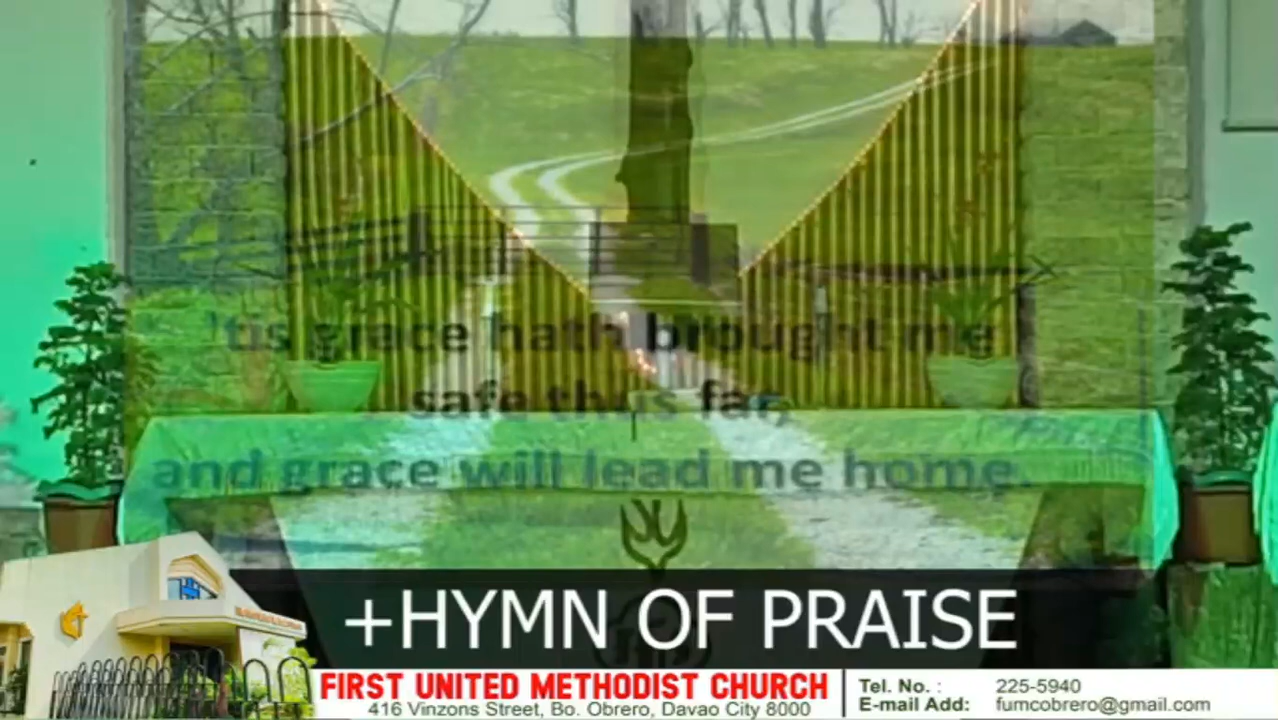 'tis grace hath brought me
safe thus far,
and grace will lead me home.
+HYMN OF PRAISE
FIRST UNITED METHODIST CHURCH
416 Vinzons Street, Bo. Obrero, Davao City 8000
Tel. No. : 225-5940
E-mail Add: fumcobrero@gmail.com